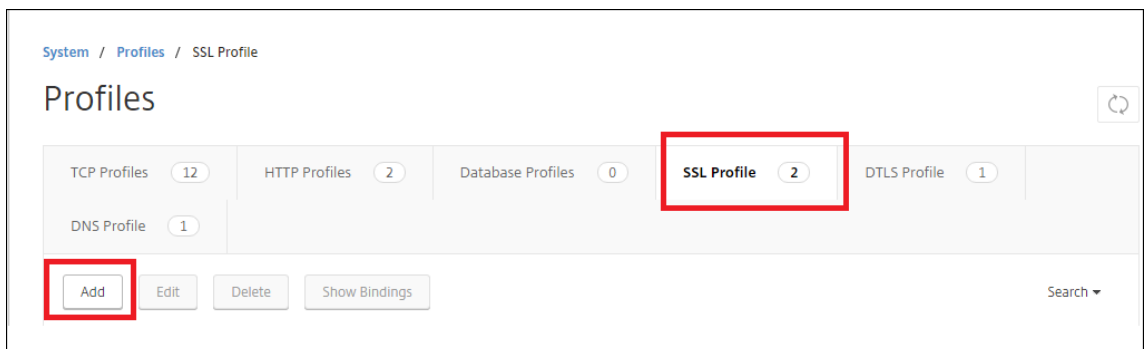 System / Profiles / SSL Profile
Profiles
TCP Profiles 12 HTTP Profiles 2 Database Profiles 0 SSL Profile 2 DTLS Profile 1
DNS Profile 1
Add Edit Delete Show Bindings Search